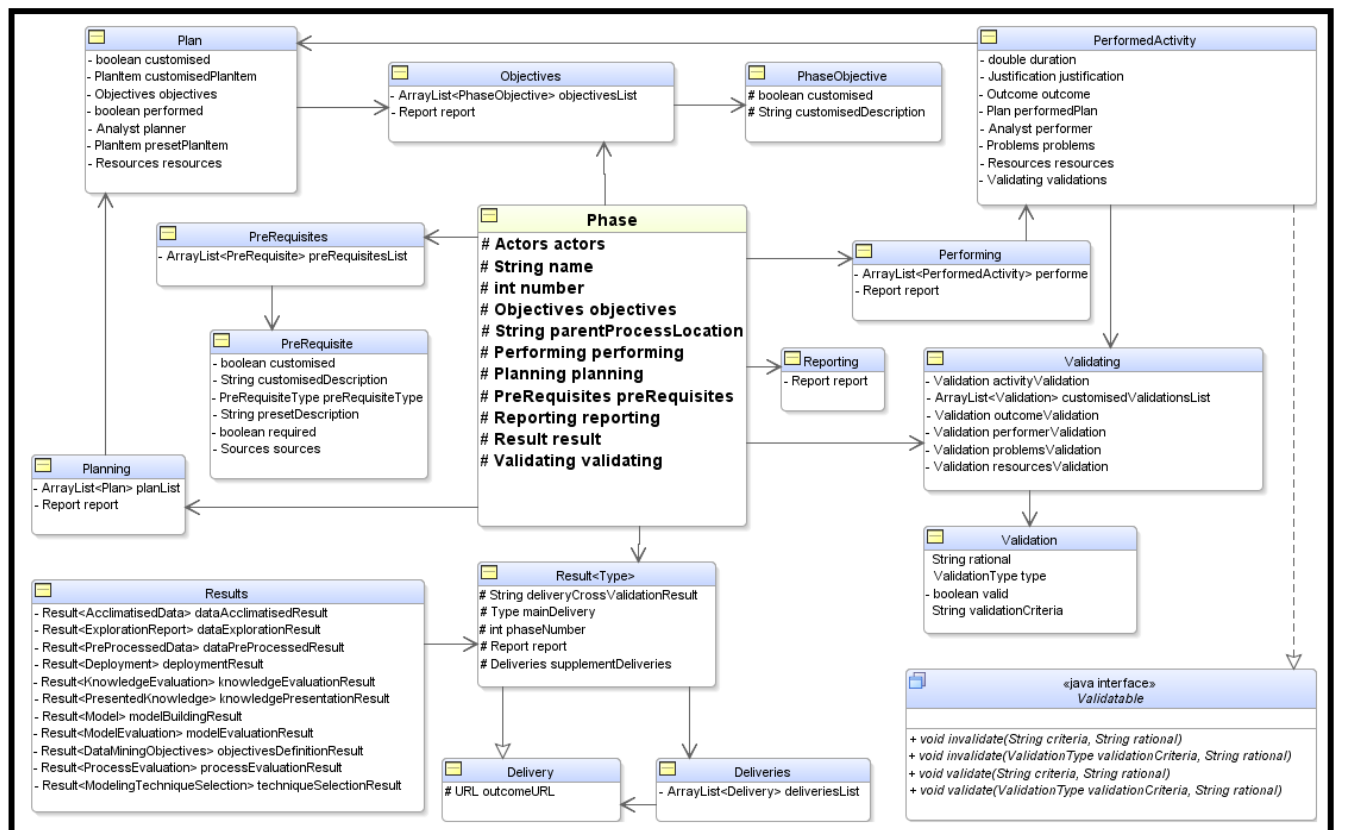 Plan
- boolean customised
- PlanItem customisedPlanItem
- Objectives objectives
- boolean performed
- Analyst planner
- PlanItem presetPlanItem
- Resources resources
Objectives
- ArrayList<PhaseObjective> objectivesList
- Report report
PhaseObjective
# boolean customised
# String customisedDescription
PerformedActivity
- double duration
- Justification justification
- Outcome outcome
- Plan performedPlan
- Analyst performer
- Problems problems
- Resources resources
- Validating validations
PreRequisites
- ArrayList<PreRequisite> preRequisitesList
Phase
# Actors actors
# String name
# int number
# Objectives objectives
# String parentProcessLocation
# Performing performing
# Planning planning
# PreRequisites preRequisites
# Reporting reporting
# Result result
# Validating validating
Performing
- ArrayList<PerformedActivity> performe
- Report report
PreRequisite
- boolean customised
- String customisedDescription
- PreRequisiteType preRequisiteType
- String presetDescription
- boolean required
- Sources sources
Reporting
- Report report
Validating
- Validation activityValidation
- ArrayList<Validation> customisedValidationsList
- Validation outcomeValidation
- Validation performerValidation
- Validation problemsValidation
- Validation resourcesValidation
Planning
- ArrayList<Plan> planList
- Report report
Validation
String rational
ValidationType type
- boolean valid
String validationCriteria
Results
- Result<AcclimatisedData> dataAcclimatisedResult
- Result<ExplorationReport> dataExplorationResult
- Result<PreProcessedData> dataPreProcessedResult
- Result<Deployment> deploymentResult
- Result<KnowledgeEvaluation> knowledgeEvaluationResult
- Result<PresentedKnowledge> knowledgePresentationResult
- Result<Model> modelBuildingResult
- Result<ModelEvaluation> modelEvaluationResult
- Result<DataMiningObjectives> objectivesDefinitionResult
- Result<ProcessEvaluation> processEvaluationResult
- Result<ModelingTechniqueSelection> techniqueSelectionResult
Result<Type>
# String deliveryCrossValidationResult
# Type mainDelivery
# int phaseNumber
# Report report
# Deliveries supplementDeliveries
«java interface»
Validatable
+ void invalidate(String criteria, String rational)
+ void invalidate(ValidationType validationCriteria, String rational)
+ void validate(String criteria, String rational)
+ void validate(ValidationType validationCriteria, String rational)
Delivery
# URL outcomeURL
Deliveries
- ArrayList<Delivery> deliveriesList